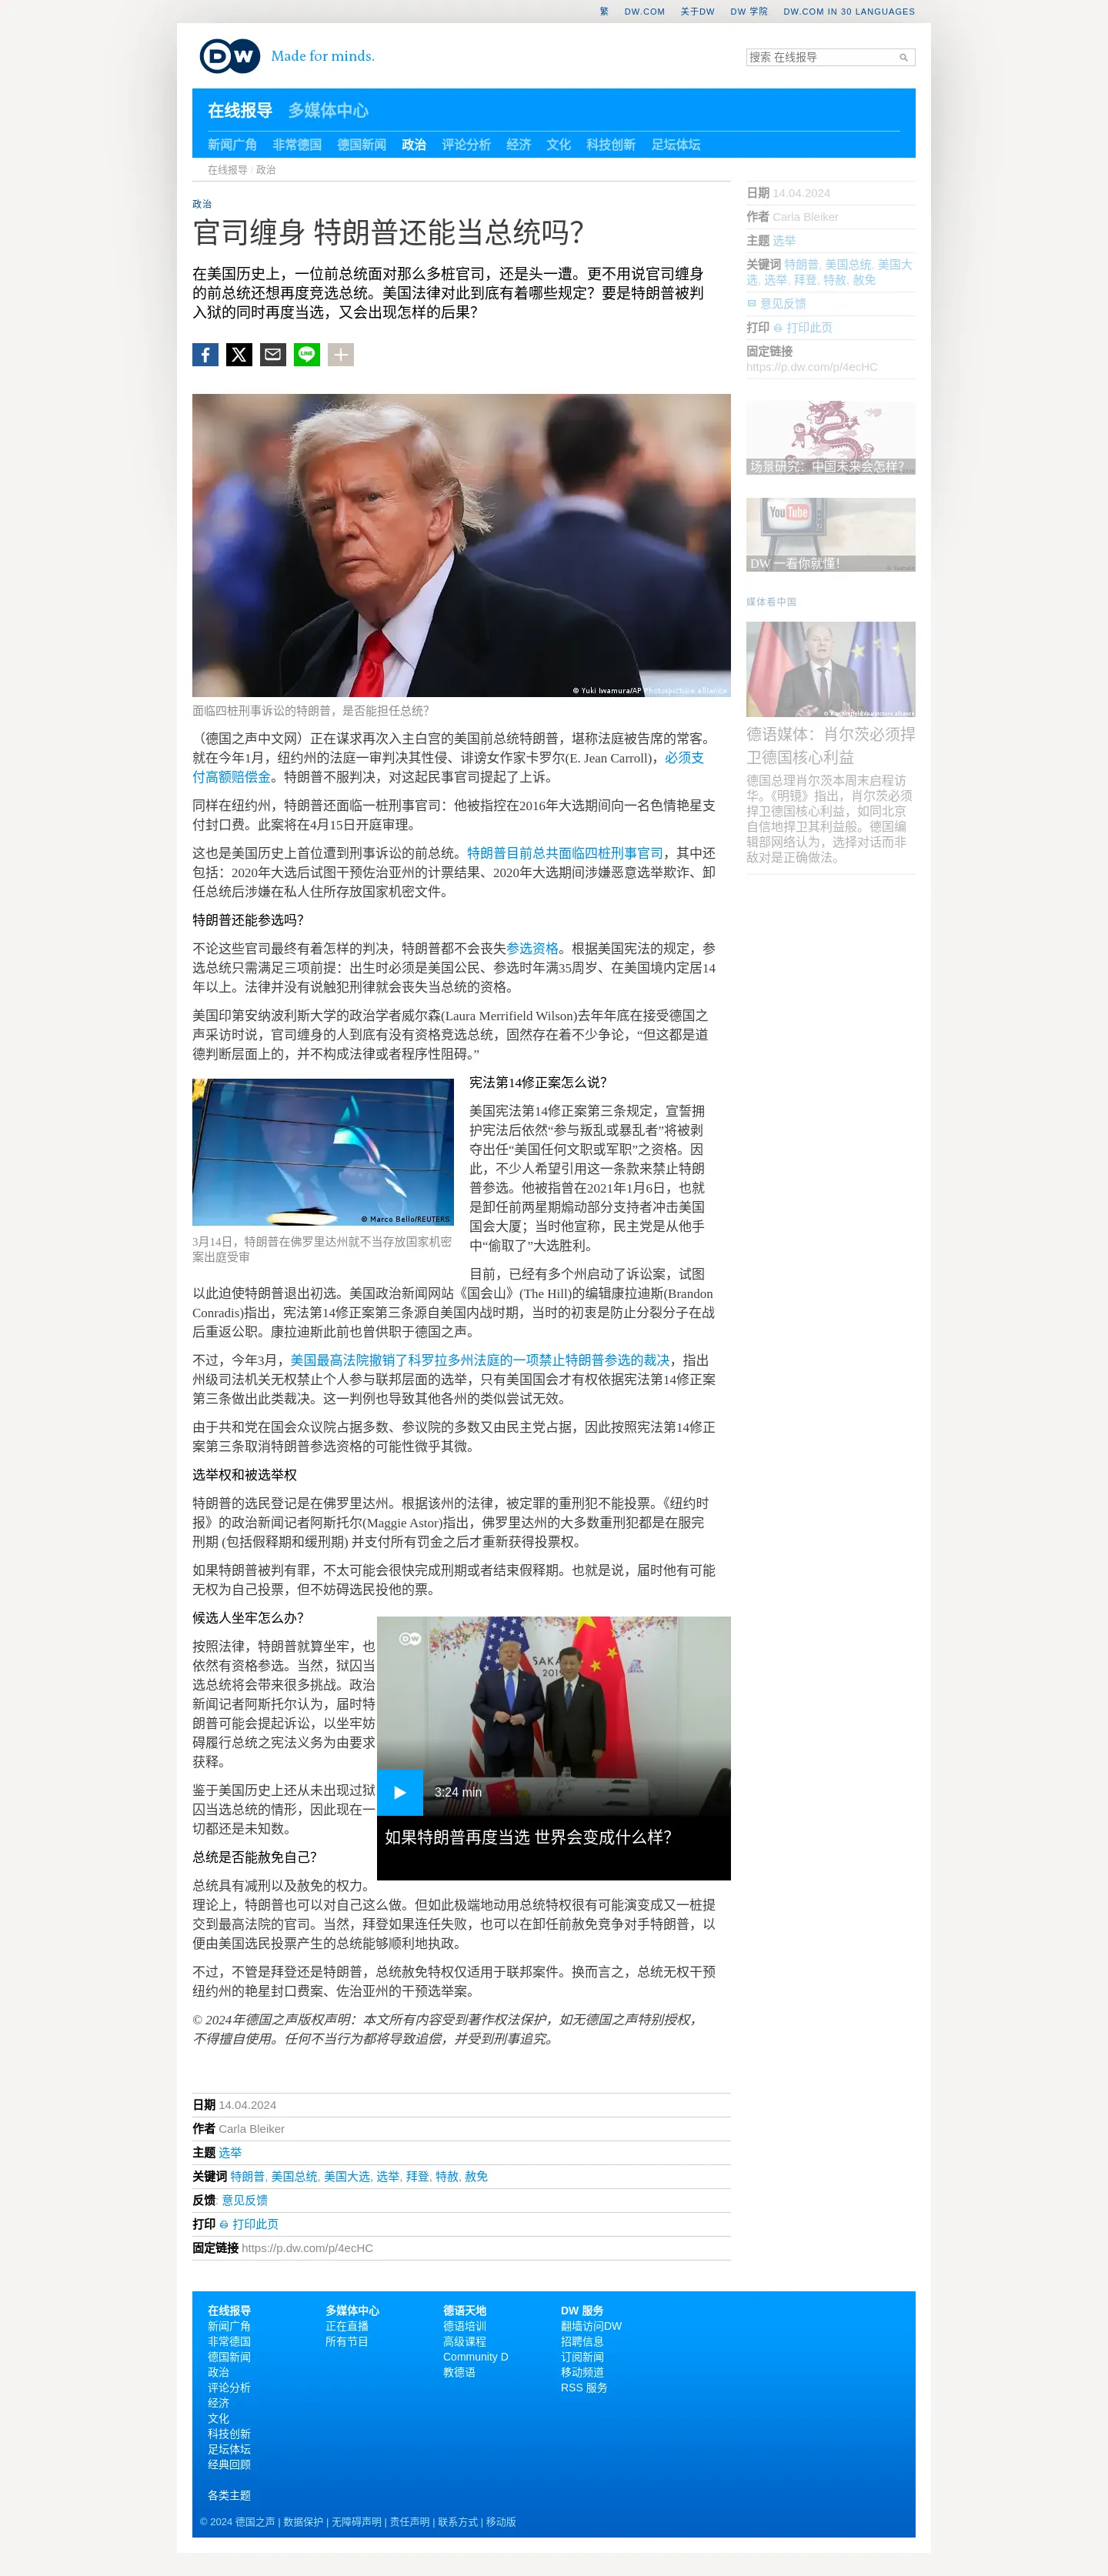 繁 DW.COM 关于DW DW 学院 DW.COM IN 30 LANGUAGES
DW Made for minds.
搜索 在线报导
在线报导 多媒体中心
新闻广角 非常德国 德国新闻 政治 评论分析 经济 文化 科技创新 足坛体坛
在线报导 / 政治
政治
官司缠身 特朗普还能当总统吗？
在美国历史上，一位前总统面对那么多桩官司，还是头一遭。更不用说官司缠身
的前总统还想再度竞选总统。美国法律对此到底有着哪些规定？要是特朗普被判
入狱的同时再度当选，又会出现怎样的后果？
© Yuki Iwamura/AP Photo/picture alliance
面临四桩刑事诉讼的特朗普，是否能担任总统？
（德国之声中文网）正在谋求再次入主白宫的美国前总统特朗普，堪称法庭被告席的常客。
就在今年1月，纽约州的法庭一审判决其性侵、诽谤女作家卡罗尔(E. Jean Carroll)，必须支
付高额赔偿金。特朗普不服判决，对这起民事官司提起了上诉。
同样在纽约州，特朗普还面临一桩刑事官司：他被指控在2016年大选期间向一名色情艳星支
付封口费。此案将在4月15日开庭审理。
这也是美国历史上首位遭到刑事诉讼的前总统。特朗普目前总共面临四桩刑事官司，其中还
包括：2020年大选后试图干预佐治亚州的计票结果、2020年大选期间涉嫌恶意选举欺诈、卸
任总统后涉嫌在私人住所存放国家机密文件。
特朗普还能参选吗？
不论这些官司最终有着怎样的判决，特朗普都不会丧失参选资格。根据美国宪法的规定，参
选总统只需满足三项前提：出生时必须是美国公民、参选时年满35周岁、在美国境内定居14
年以上。法律并没有说触犯刑律就会丧失当总统的资格。
美国印第安纳波利斯大学的政治学者威尔森(Laura Merrifield Wilson)去年年底在接受德国之
声采访时说，官司缠身的人到底有没有资格竞选总统，固然存在着不少争论，“但这都是道
德判断层面上的，并不构成法律或者程序性阻碍。”
© Marco Bello/REUTERS
3月14日，特朗普在佛罗里达州就不当存放国家机密
案出庭受审
宪法第14修正案怎么说？
美国宪法第14修正案第三条规定，宣誓拥
护宪法后依然“参与叛乱或暴乱者”将被剥
夺出任“美国任何文职或军职”之资格。因
此，不少人希望引用这一条款来禁止特朗
普参选。他被指曾在2021年1月6日，也就
是卸任前两星期煽动部分支持者冲击美国
国会大厦；当时他宣称，民主党是从他手
中“偷取了”大选胜利。
目前，已经有多个州启动了诉讼案，试图
以此迫使特朗普退出初选。美国政治新闻网站《国会山》(The Hill)的编辑康拉迪斯(Brandon
Conradis)指出，宪法第14修正案第三条源自美国内战时期，当时的初衷是防止分裂分子在战
后重返公职。康拉迪斯此前也曾供职于德国之声。
不过，今年3月，美国最高法院撤销了科罗拉多州法庭的一项禁止特朗普参选的裁决，指出
州级司法机关无权禁止个人参与联邦层面的选举，只有美国国会才有权依据宪法第14修正案
第三条做出此类裁决。这一判例也导致其他各州的类似尝试无效。
由于共和党在国会众议院占据多数、参议院的多数又由民主党占据，因此按照宪法第14修正
案第三条取消特朗普参选资格的可能性微乎其微。
选举权和被选举权
特朗普的选民登记是在佛罗里达州。根据该州的法律，被定罪的重刑犯不能投票。《纽约时
报》的政治新闻记者阿斯托尔(Maggie Astor)指出，佛罗里达州的大多数重刑犯都是在服完
刑期 (包括假释期和缓刑期) 并支付所有罚金之后才重新获得投票权。
如果特朗普被判有罪，不太可能会很快完成刑期或者结束假释期。也就是说，届时他有可能
无权为自己投票，但不妨碍选民投他的票。
候选人坐牢怎么办？
按照法律，特朗普就算坐牢，也
依然有资格参选。当然，狱囚当
选总统将会带来很多挑战。政治
新闻记者阿斯托尔认为，届时特
朗普可能会提起诉讼，以坐牢妨
碍履行总统之宪法义务为由要求
获释。
鉴于美国历史上还从未出现过狱
囚当选总统的情形，因此现在一
切都还是未知数。
3:24 min
如果特朗普再度当选 世界会变成什么样？
总统是否能赦免自己？
总统具有减刑以及赦免的权力。
理论上，特朗普也可以对自己这么做。但如此极端地动用总统特权很有可能演变成又一桩提
交到最高法院的官司。当然，拜登如果连任失败，也可以在卸任前赦免竞争对手特朗普，以
便由美国选民投票产生的总统能够顺利地执政。
不过，不管是拜登还是特朗普，总统赦免特权仅适用于联邦案件。换而言之，总统无权干预
纽约州的艳星封口费案、佐治亚州的干预选举案。
© 2024年德国之声版权声明：本文所有内容受到著作权法保护，如无德国之声特别授权，
不得擅自使用。任何不当行为都将导致追偿，并受到刑事追究。
日期 14.04.2024
作者 Carla Bleiker
主题 选举
关键词 特朗普, 美国总统, 美国大选, 选举, 拜登, 特赦, 赦免
反馈: 意见反馈
打印 打印此页
固定链接 https://p.dw.com/p/4ecHC
日期 14.04.2024
作者 Carla Bleiker
主题 选举
关键词 特朗普, 美国总统, 美国大
选, 选举, 拜登, 特赦, 赦免
意见反馈
打印 打印此页
固定链接
https://p.dw.com/p/4ecHC
场景研究：中国未来会怎样？
YouTube
DW 一看你就懂！
媒体看中国
德语媒体：肖尔茨必须捍
卫德国核心利益
德国总理肖尔茨本周末启程访
华。《明镜》指出，肖尔茨必须
捍卫德国核心利益，如同北京
自信地捍卫其利益般。德国编
辑部网络认为，选择对话而非
敌对是正确做法。
在线报导
新闻广角
非常德国
德国新闻
政治
评论分析
经济
文化
科技创新
足坛体坛
经典回顾
各类主题
多媒体中心
正在直播
所有节目
德语天地
德语培训
高级课程
Community D
教德语
DW 服务
翻墙访问DW
招聘信息
订阅新闻
移动频道
RSS 服务
© 2024 德国之声 | 数据保护 | 无障碍声明 | 责任声明 | 联系方式 | 移动版